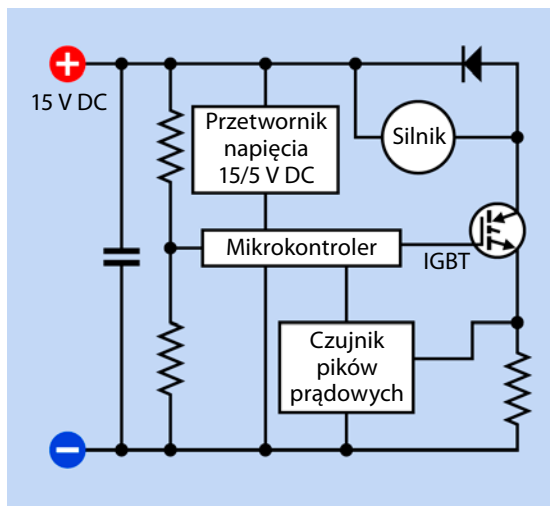 +
15 V DC
Przetwornik
napięcia
15/5 V DC
Silnik
Mikrokontroler
IGBT
Czujnik
pików
prądowych
−